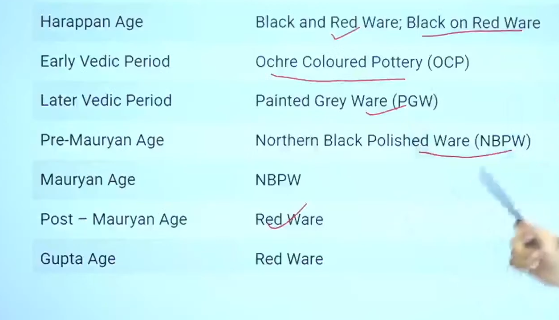 Harappan Age Black and Red Ware; Black on Red Ware
Early Vedic Period Ochre Coloured Pottery (OCP)
Later Vedic Period Painted Grey Ware (PGW)
Pre-Mauryan Age Northern Black Polished Ware (NBPW)
Mauryan Age NBPW
Post – Mauryan Age Red Ware
Gupta Age Red Ware